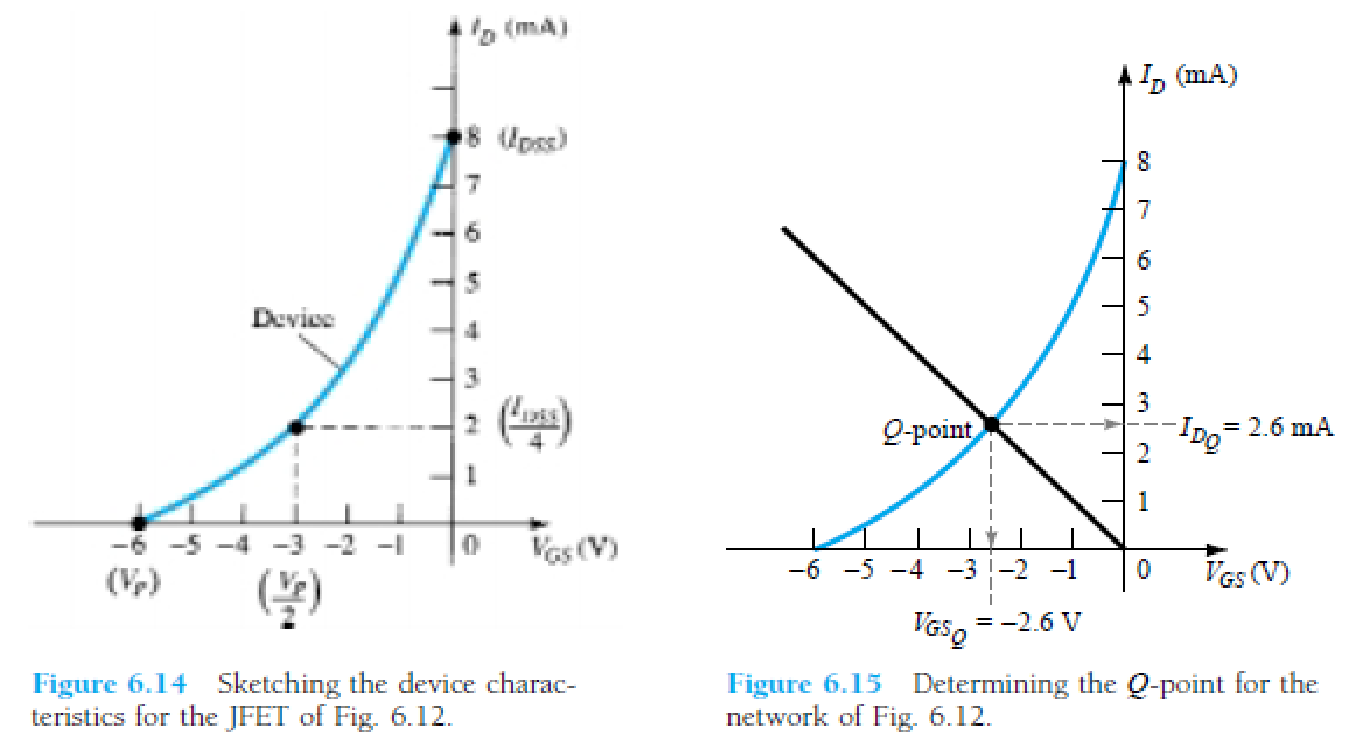 I_D (mA)
8 (I_DSS)
7
6
5
4
3
2 (I_DSS/4)
1
Device
-6 -5 -4 -3 -2 -1 0 V_GS (V)
(V_P) (V_P/2)
Figure 6.14 Sketching the device charac-
teristics for the JFET of Fig. 6.12.
I_D (mA)
8
7
6
5
4
3
Q-point I_DQ = 2.6 mA
2
1
-6 -5 -4 -3 -2 -1 0 V_GS (V)
V_GSQ = -2.6 V
Figure 6.15 Determining the Q-point for the
network of Fig. 6.12.